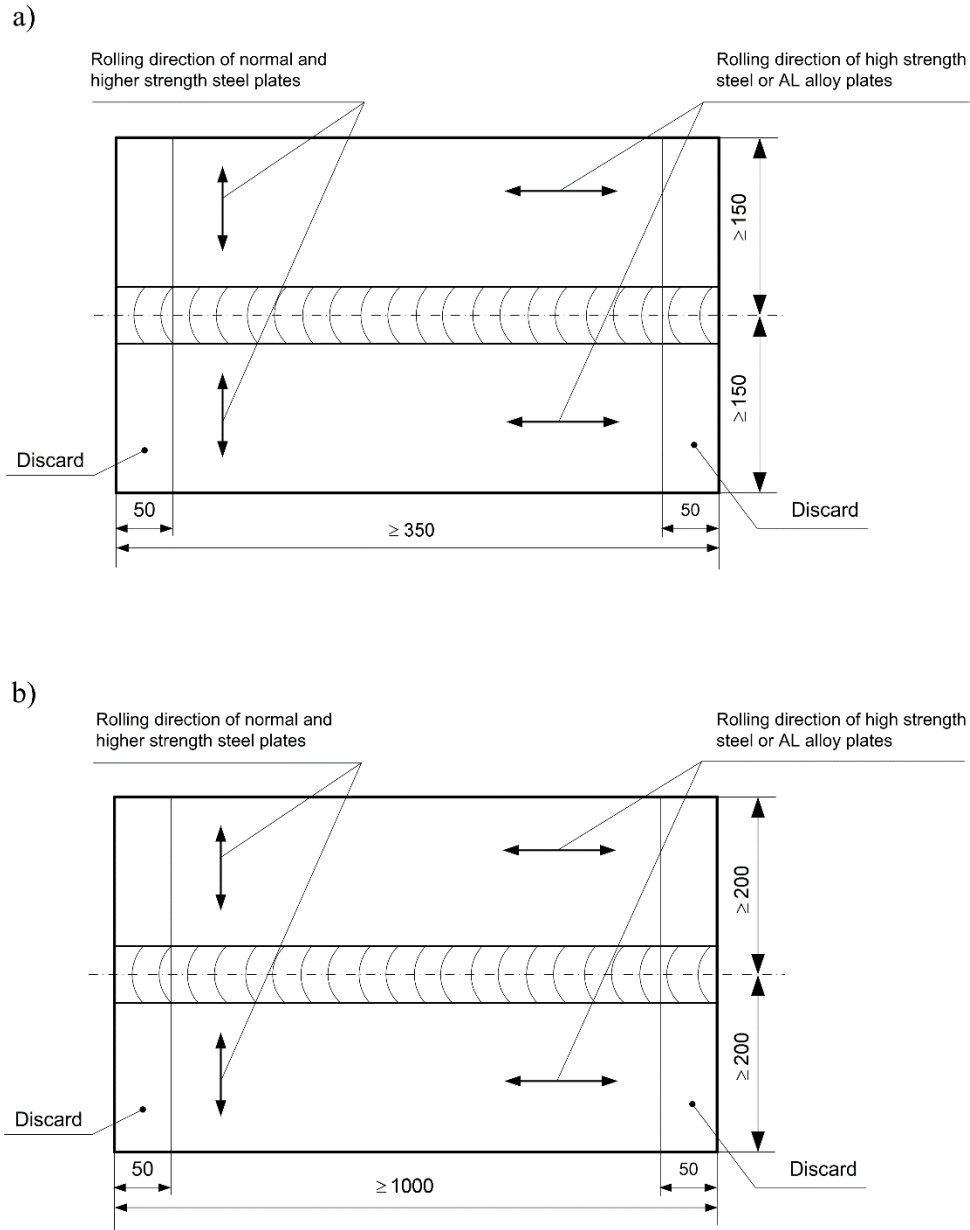 a)
Rolling direction of normal and
higher strength steel plates
Rolling direction of high strength
steel or AL alloy plates
≥ 150
≥ 150
Discard
Discard
50
50
≥ 350
b)
Rolling direction of normal and
higher strength steel plates
Rolling direction of high strength
steel or AL alloy plates
≥ 200
≥ 200
Discard
Discard
50
50
≥ 1000